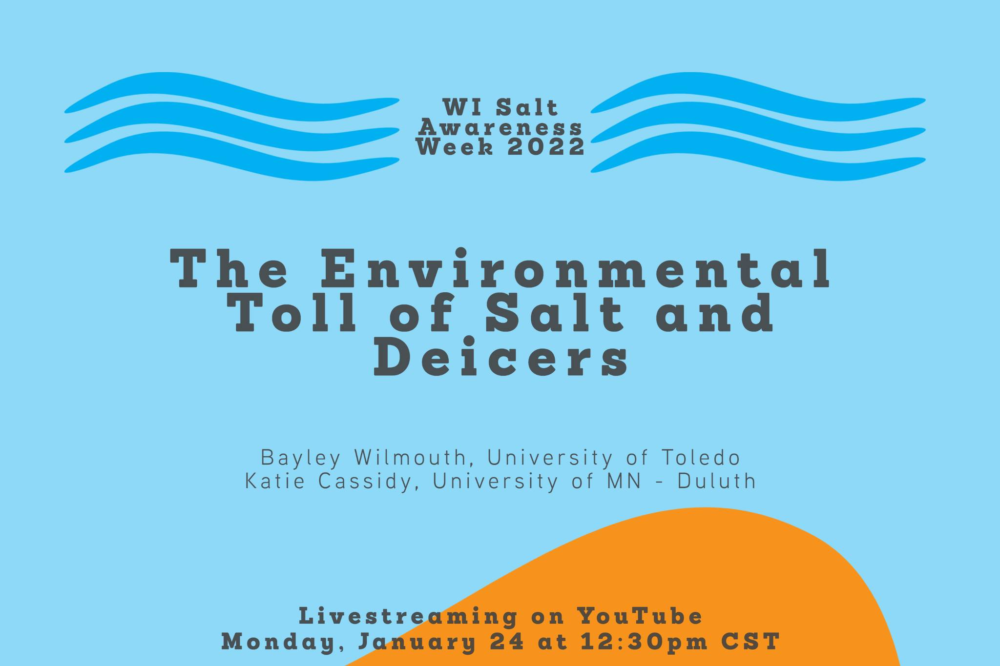 WI Salt
Awareness
Week 2022
The Environmental
Toll of Salt and
Deicers
Bayley Wilmouth, University of Toledo
Katie Cassidy, University of MN - Duluth
Livestreaming on YouTube
Monday, January 24 at 12:30pm CST